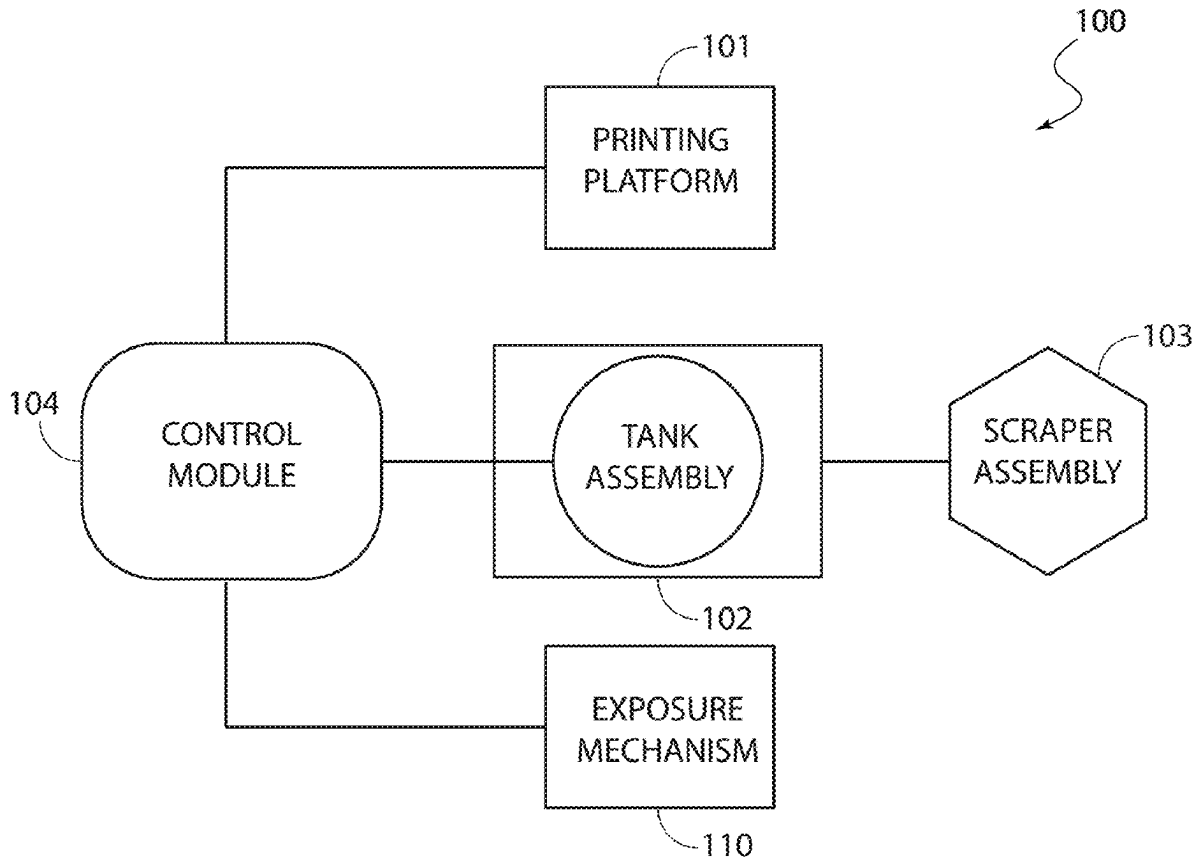 100
101
PRINTING
PLATFORM
103
104
CONTROL
MODULE
TANK
ASSEMBLY
SCRAPER
ASSEMBLY
102
EXPOSURE
MECHANISM
110